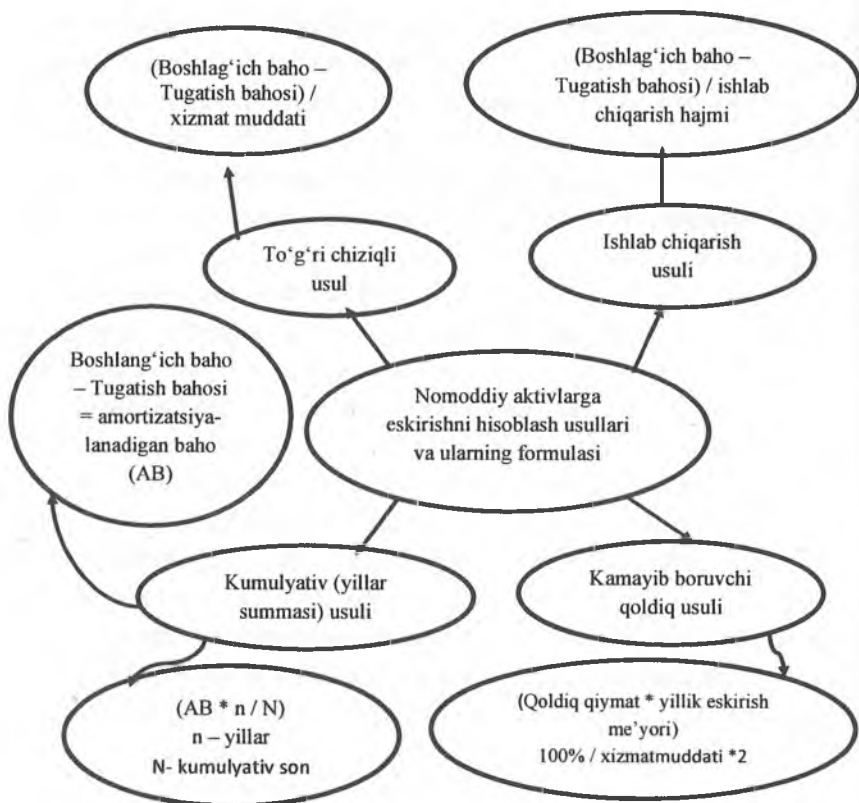 (Boshlag‘ich baho –
Tugatish bahosi) /
xizmat muddati
(Boshlag‘ich baho –
Tugatish bahosi) / ishlab
chiqarish hajmi
To‘g‘ri chiziqli
usul
Ishlab chiqarish
usuli
Boshlang‘ich baho
– Tugatish bahosi
= amortizatsiya-
lanadigan baho
(AB)
Nomoddiy aktivlarga
eskirishni hisoblash usullari
va ularning formulasi
Kumulyativ (yillar
summasi) usuli
Kamayib boruvchi
qoldiq usuli
(AB * n / N)
n – yillar
N- kumulyativ son
(Qoldiq qiymat * yillik eskirish
me’yori)
100% / xizmatmuddati *2